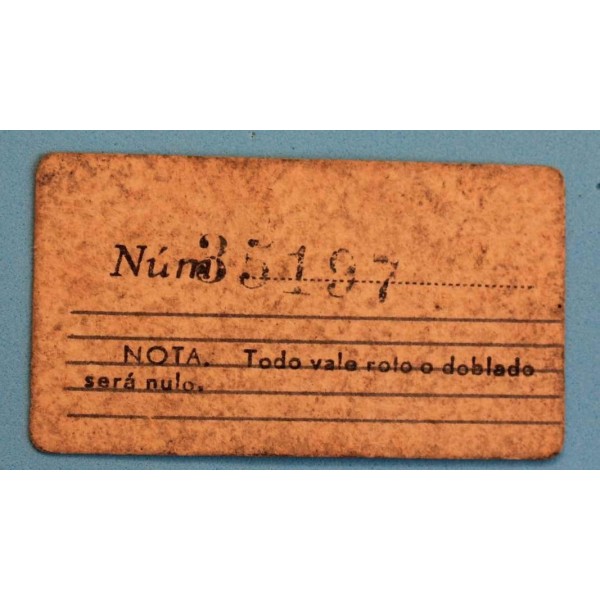 Núm 35197
NOTA. Todo vale roto o doblado
será nulo.